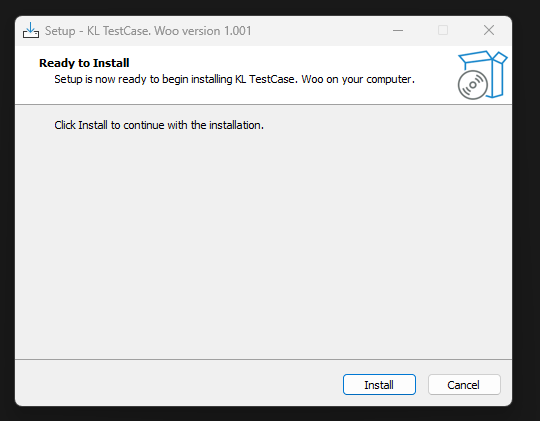 Setup - KL TestCase. Woo version 1.001
Ready to Install
Setup is now ready to begin installing KL TestCase. Woo on your computer.
Click Install to continue with the installation.
Install
Cancel